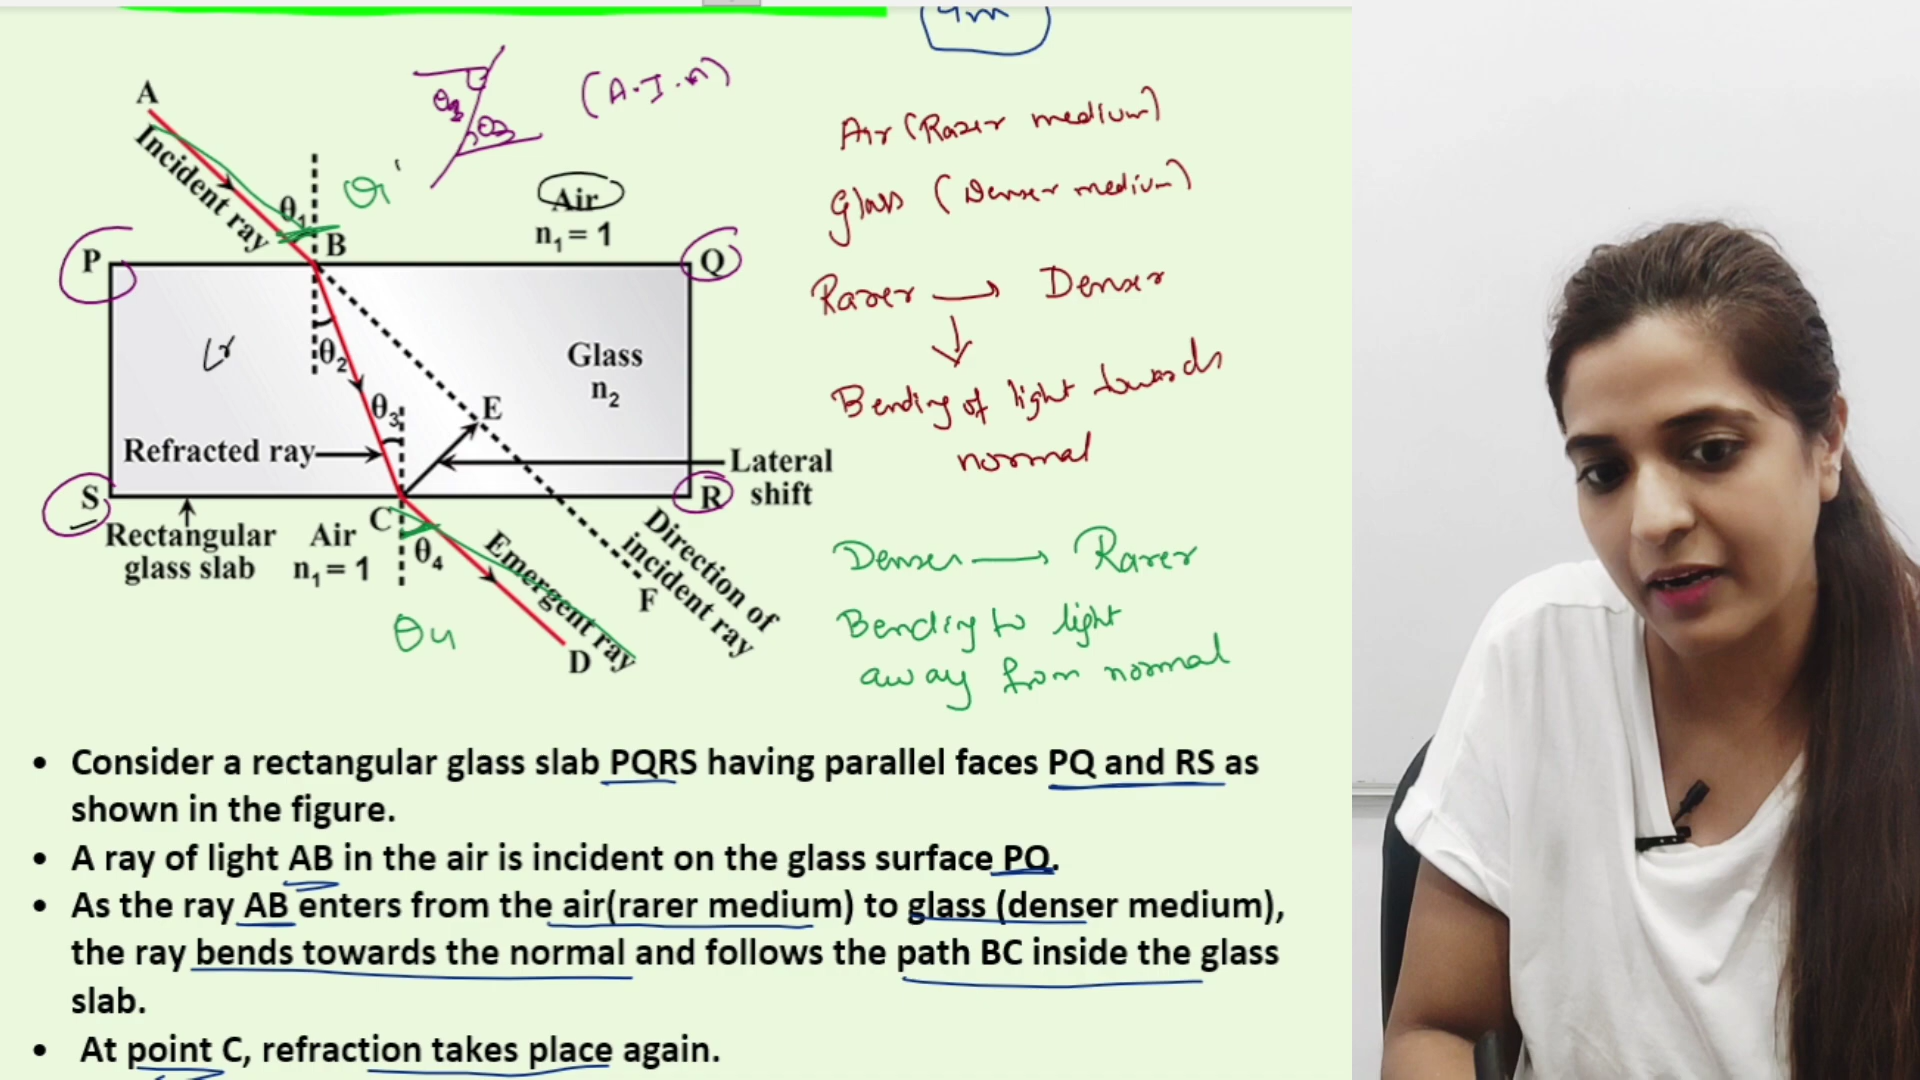 4m
A
Incident ray
θ1
B
θ1'
θ2
θ3
(A.I.A)
Air
n1 = 1
P
Q
θ2
θ3
Glass
n2
E
Refracted ray
Lateral
shift
S
R
C
Rectangular
glass slab
Air
n1 = 1
θ4
Emergent ray
D
F
Direction of
incident ray
θ4
Air (Rarer medium)
Glass (Denser medium)
Rarer → Denser
↓
Bending of light towards
normal
Denser → Rarer
Bending to light
away from normal
• Consider a rectangular glass slab PQRS having parallel faces PQ and RS as
shown in the figure.
• A ray of light AB in the air is incident on the glass surface PQ.
• As the ray AB enters from the air(rarer medium) to glass (denser medium),
the ray bends towards the normal and follows the path BC inside the glass
slab.
• At point C, refraction takes place again.